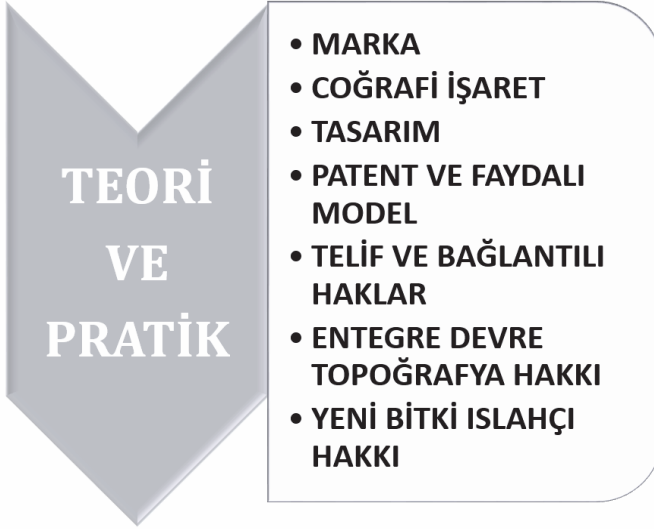 TEORİ
VE
PRATİK
• MARKA
• COĞRAFİ İŞARET
• TASARIM
• PATENT VE FAYDALI
MODEL
• TELİF VE BAĞLANTILI
HAKLAR
• ENTEGRE DEVRE
TOPOĞRAFYA HAKKI
• YENİ BİTKİ ISLAHÇI
HAKKI